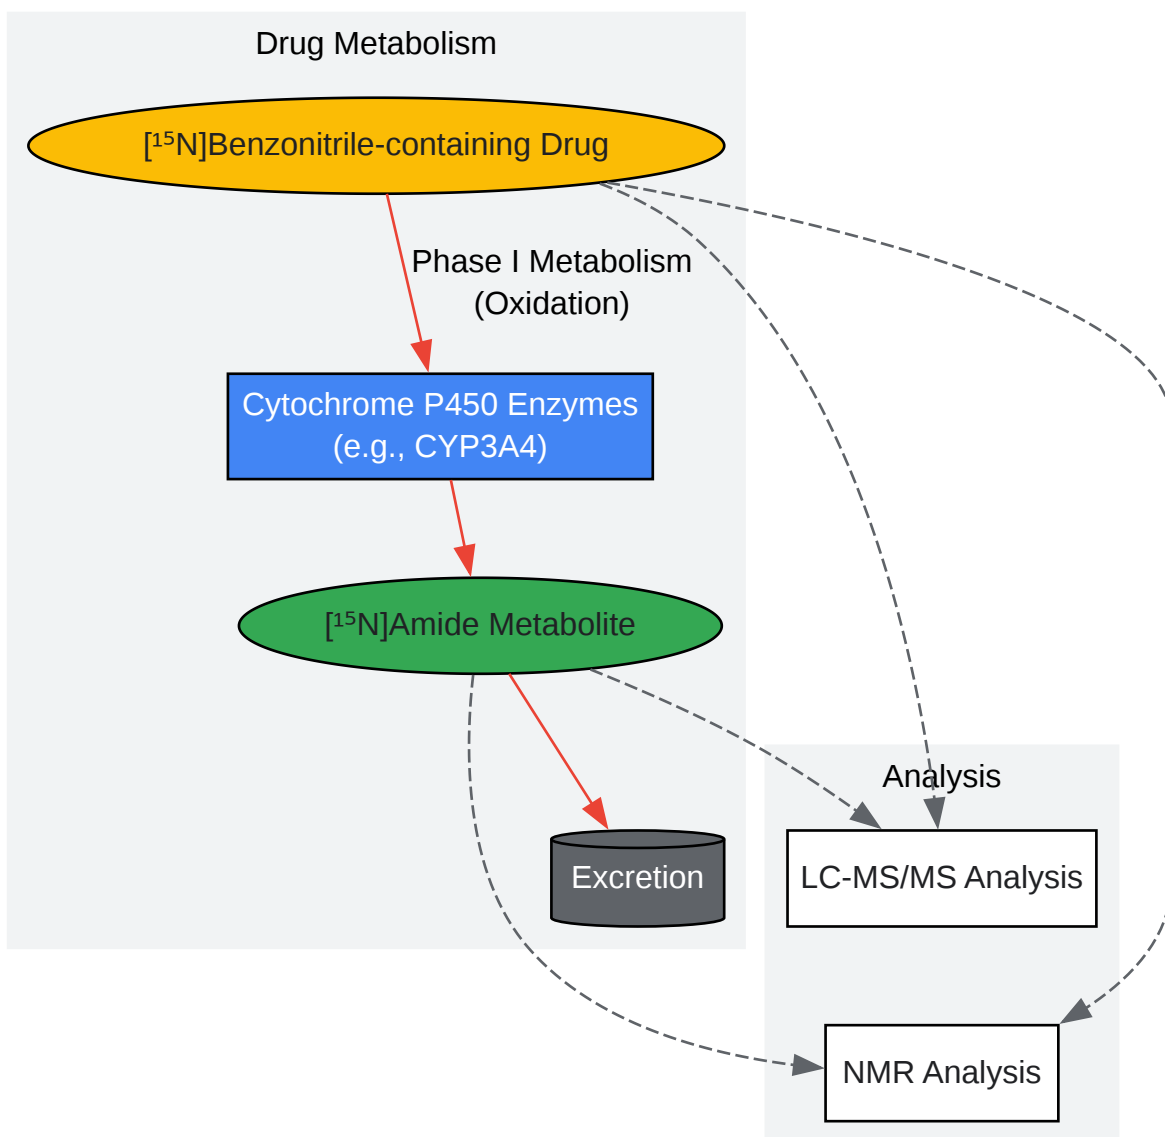 Drug Metabolism
[¹⁵N]Benzonitrile-containing Drug
Phase I Metabolism
(Oxidation)
Cytochrome P450 Enzymes
(e.g., CYP3A4)
[¹⁵N]Amide Metabolite
Analysis
Excretion
LC-MS/MS Analysis
NMR Analysis